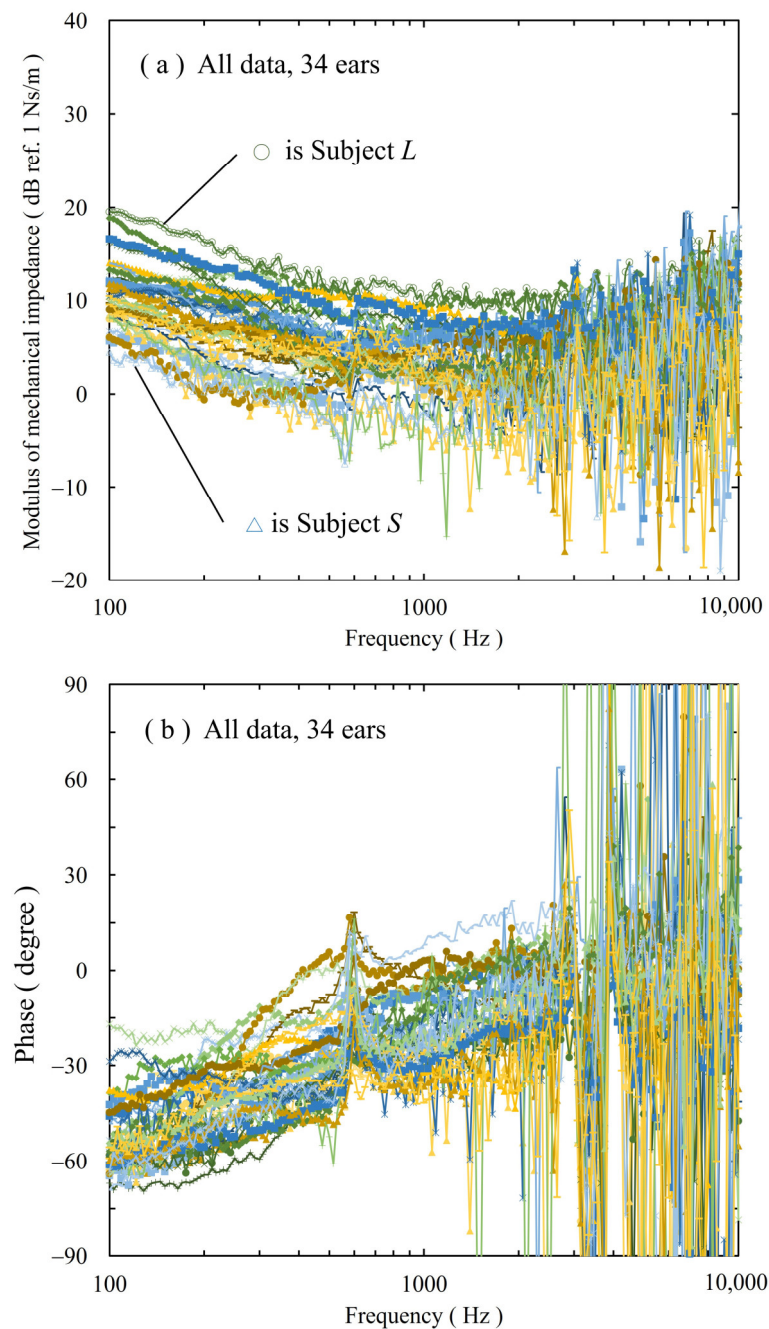 40
( a ) All data, 34 ears
30
○ is Subject L
20
10
0
–10
△ is Subject S
–20
Modulus of mechanical impedance ( dB ref. 1 Ns/m )
100
1000
10,000
Frequency ( Hz )
90
( b ) All data, 34 ears
60
30
0
–30
–60
–90
Phase ( degree )
100
1000
10,000
Frequency ( Hz )